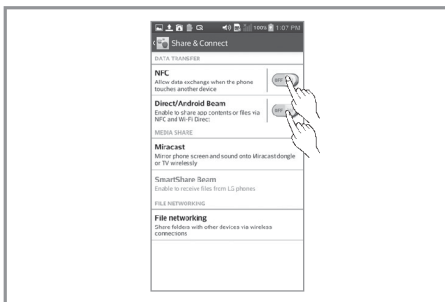 100% 1:07 PM
Share & Connect
DATA TRANSFER
NFC
Allow data exchange when the phone
touches another device
OFF
Direct/Android Beam
Enable to share app contents or files via
NFC and Wi-Fi Direct
OFF
MEDIA SHARE
Miracast
Mirror phone screen and sound onto Miracast dongle
or TV wirelessly
SmartShare Beam
Enable to receive files from LG phones
FILE NETWORKING
File networking
Share folders with other devices via wireless
connections